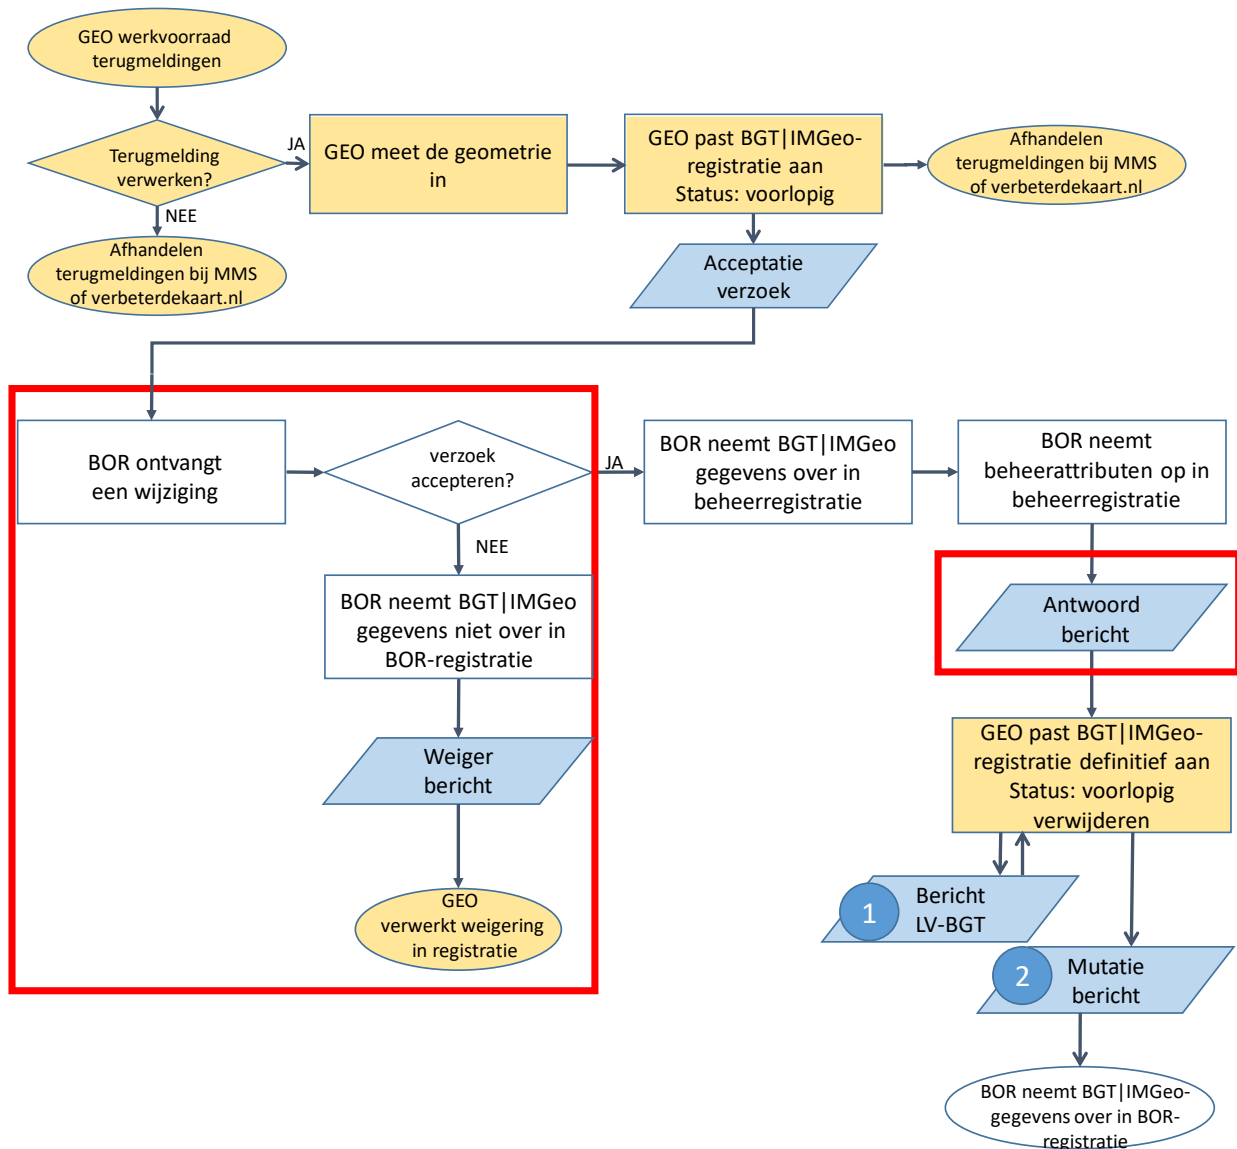 GEO werkvoorraad
terugmeldingen
Terugmelding
verwerken?
JA
GEO meet de geometrie
in
GEO past BGT|IMGeo-
registratie aan
Status: voorlopig
Afhandelen
terugmeldingen bij MMS
of verbeterdekaart.nl
NEE
Afhandelen
terugmeldingen bij MMS
of verbeterdekaart.nl
Acceptatie
verzoek
BOR ontvangt
een wijziging
verzoek
accepteren?
JA
BOR neemt BGT|IMGeo
gegevens over in
beheerregistratie
BOR neemt
beheerattributen op in
beheerregistratie
NEE
BOR neemt BGT|IMGeo
gegevens niet over in
BOR-registratie
Antwoord
bericht
Weiger
bericht
GEO past BGT|IMGeo-
registratie definitief aan
Status: voorlopig
verwijderen
GEO
verwerkt weigering
in registratie
1
Bericht
LV-BGT
2
Mutatie
bericht
BOR neemt BGT|IMGeo-
gegevens over in BOR-
registratie